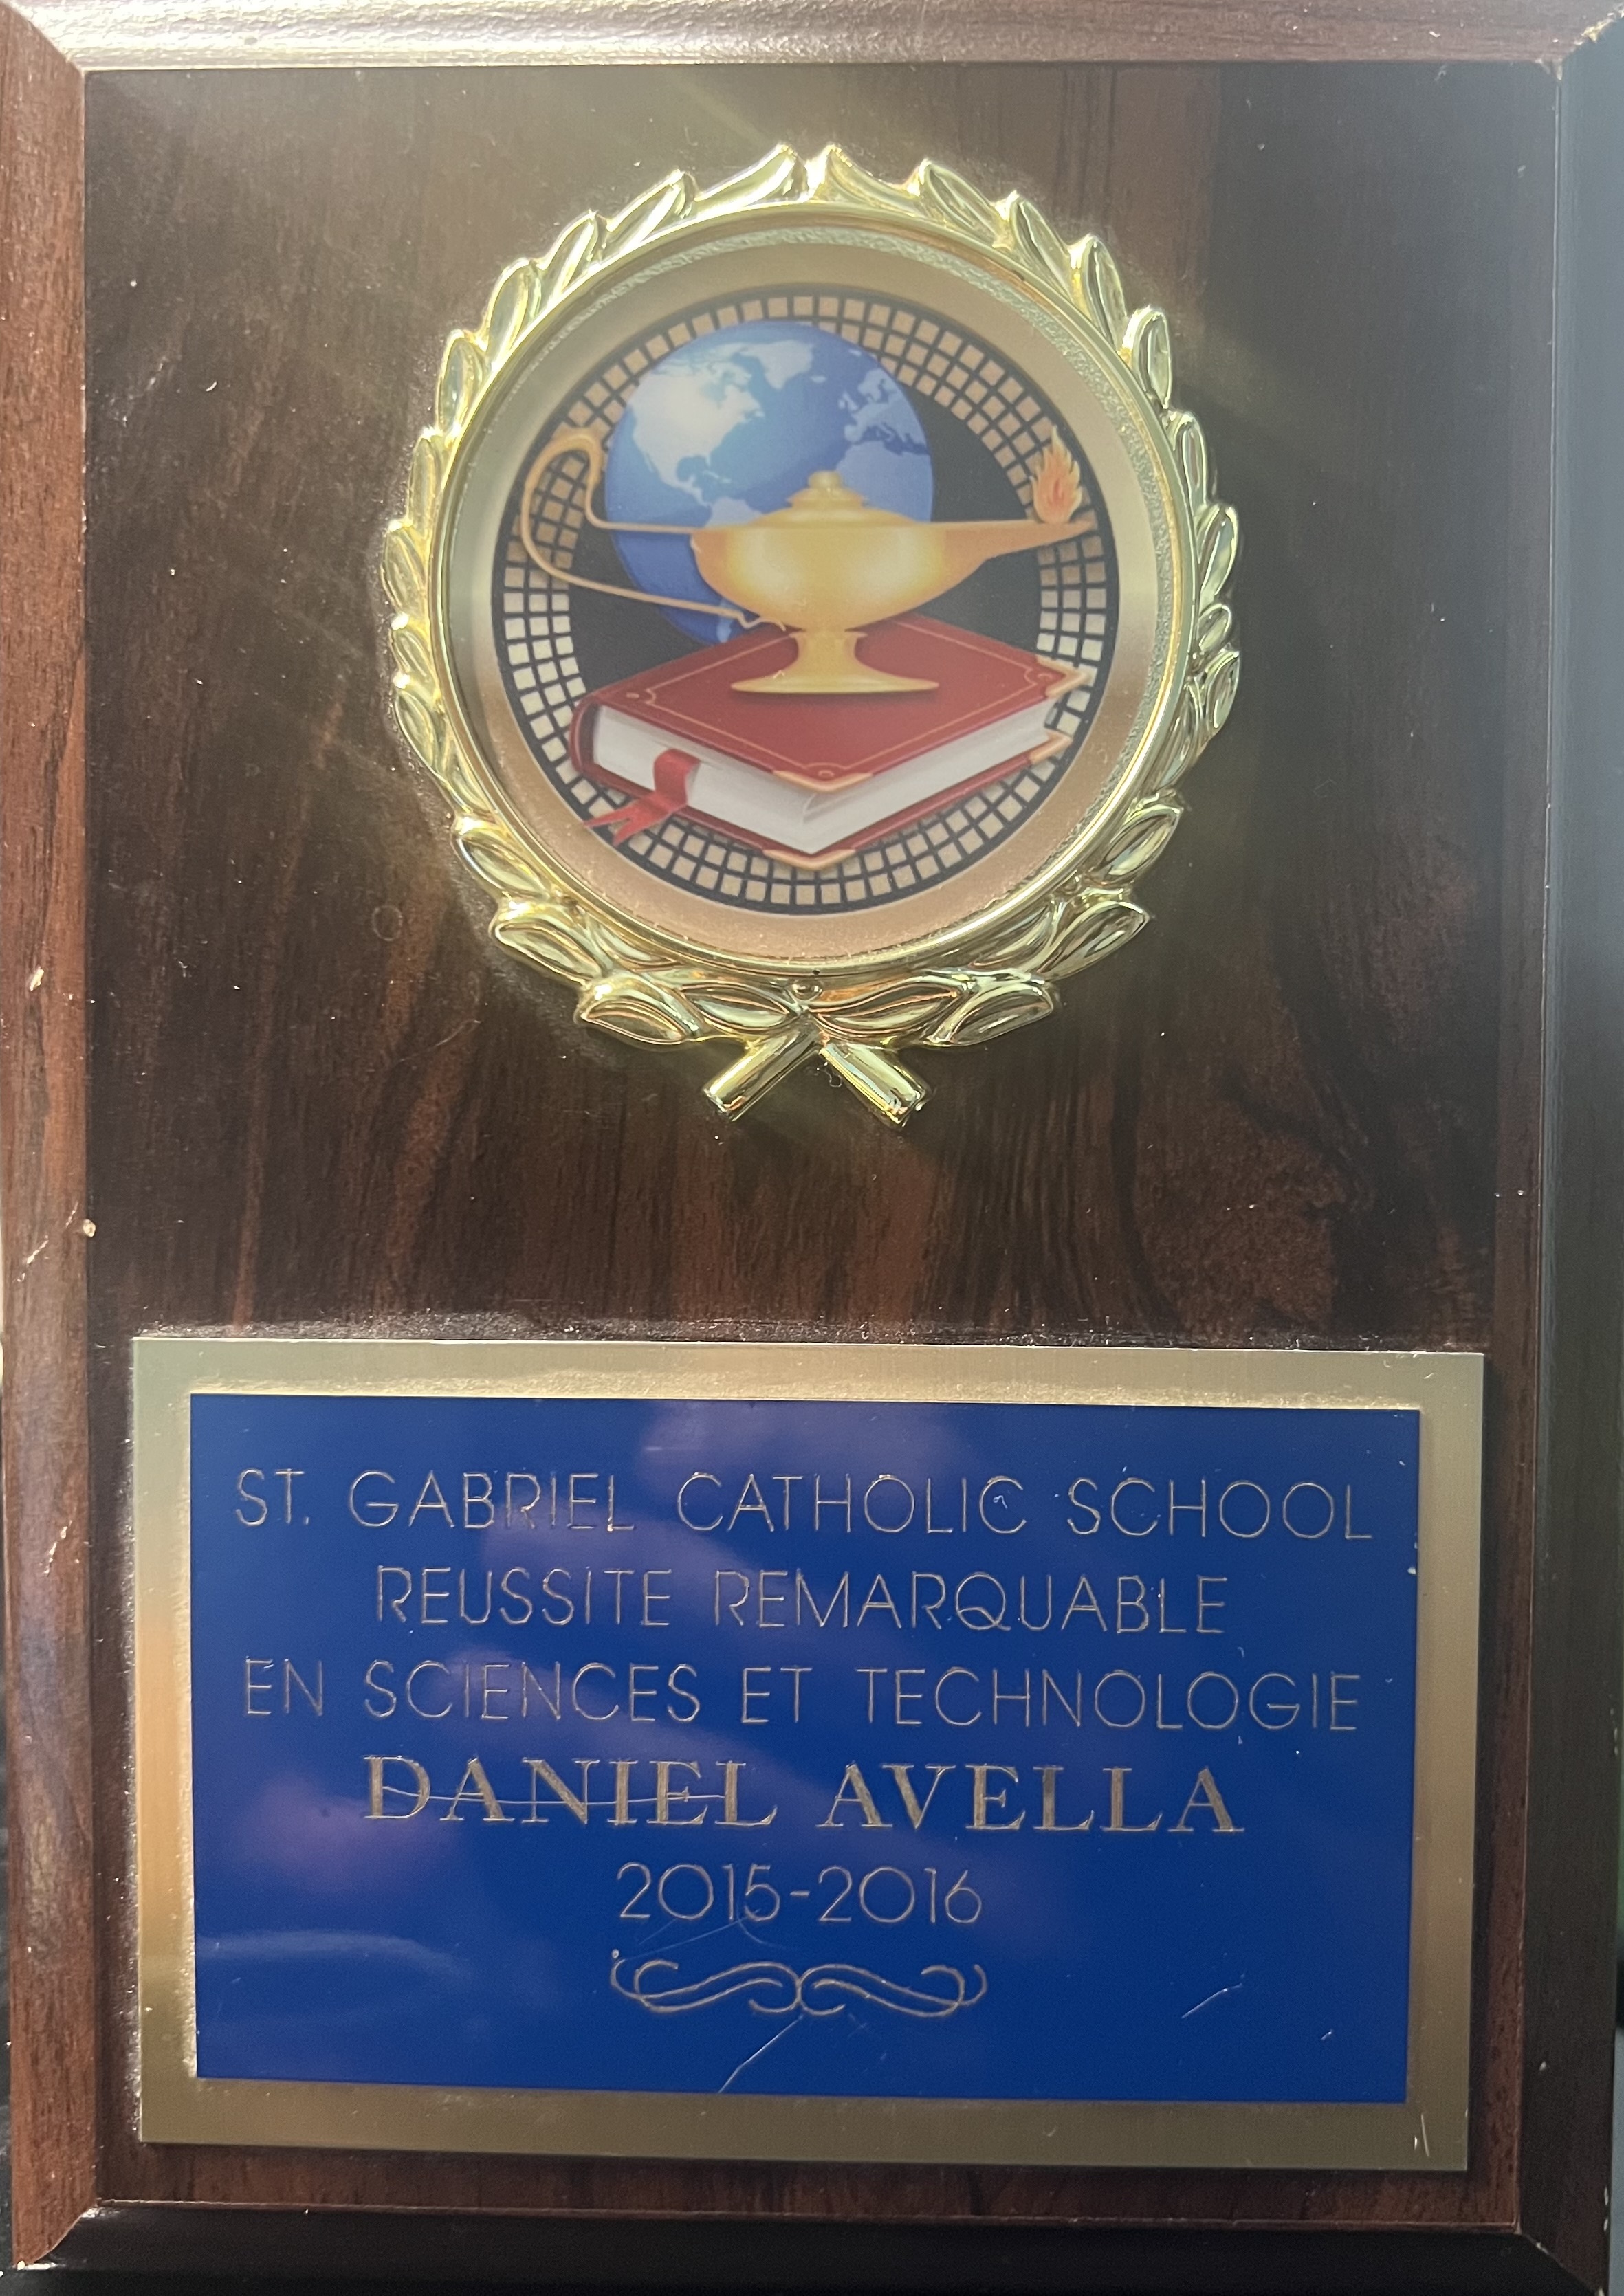 ST. GABRIEL CATHOLIC SCHOOL
REUSSITE REMARQUABLE
EN SCIENCES ET TECHNOLOGIE
DANIEL AVELLA
2015-2016